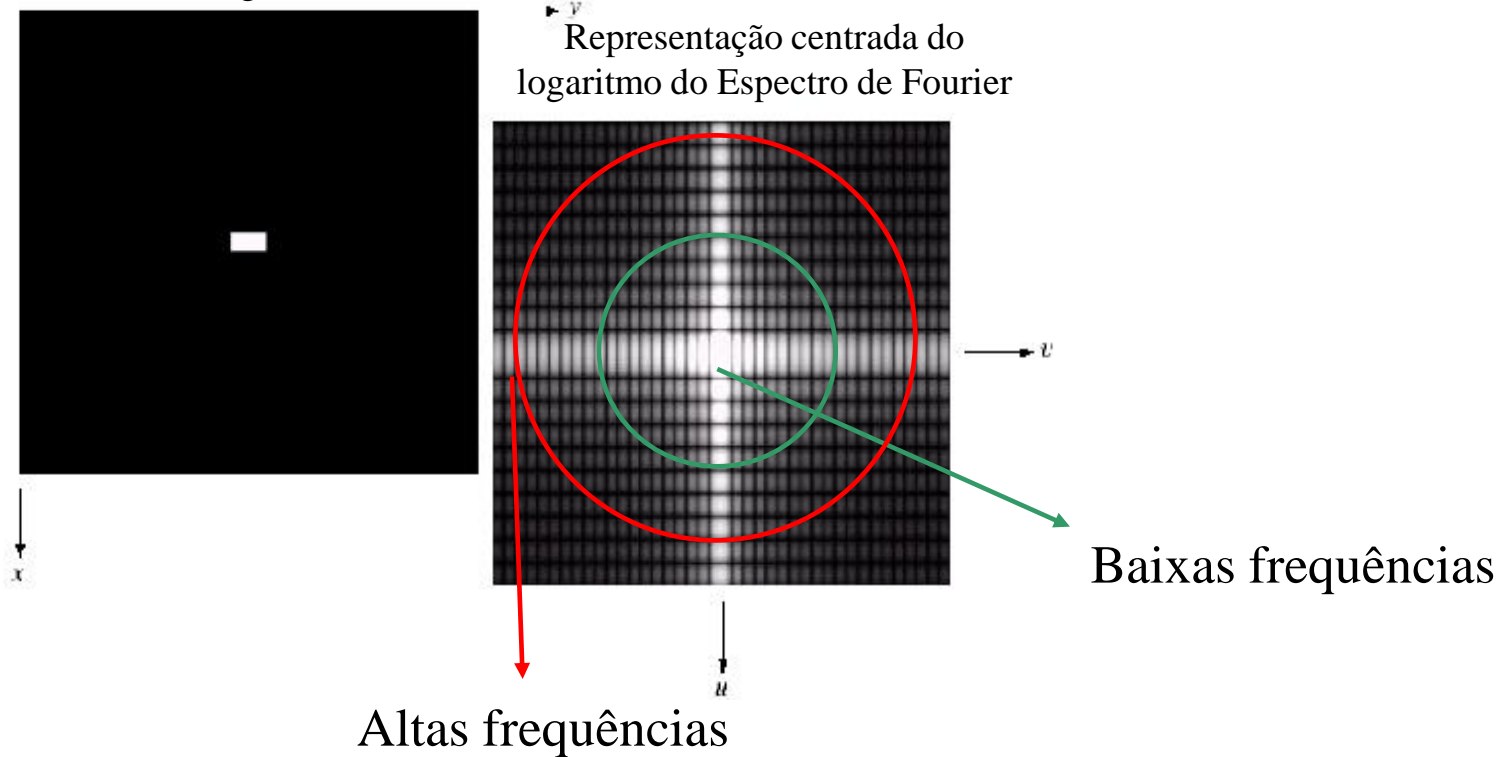 y
Representação centrada do
logaritmo do Espectro de Fourier
v
x
Baixas frequências
u
Altas frequências